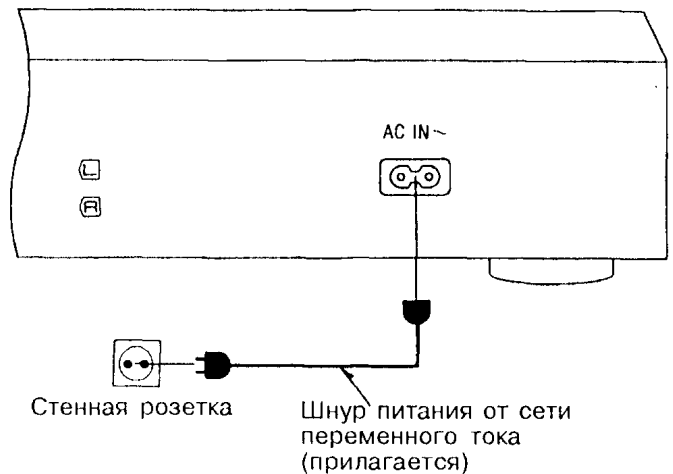 AC IN ~
L
R
Стенная розетка
Шнур питания от сети
переменного тока
(прилагается)